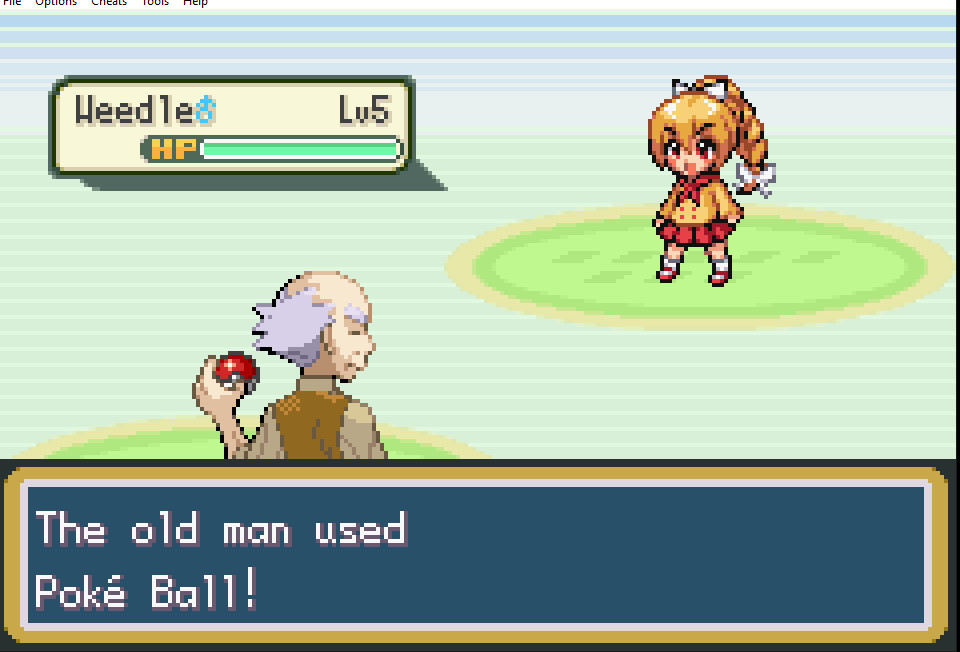 File Options Cheats Tools Help
Weedle♂ Lv5
HP
The old man used
Poké Ball!